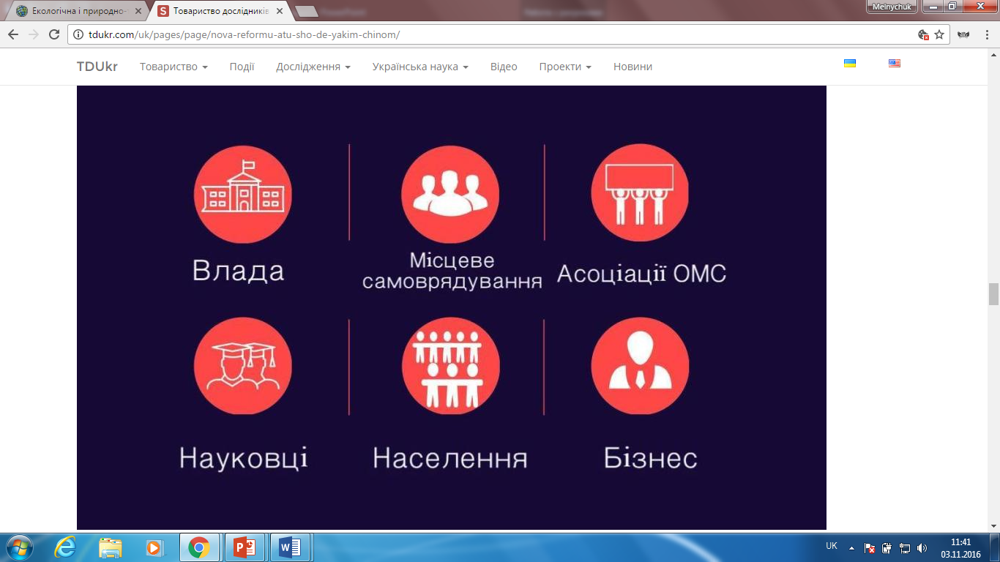 Екологічна і природно-
Товариство дослідників
Melnychuk
tdukr.com/uk/pages/page/nova-reformu-atu-sho-de-yakim-chinom/
TDUkr Товариство Події Дослідження Українська наука Відео Проекти Новини
Влада
Місцеве
самоврядування
Асоціації ОМС
Науковці
Населення
Бізнес
UK
11:41
03.11.2016